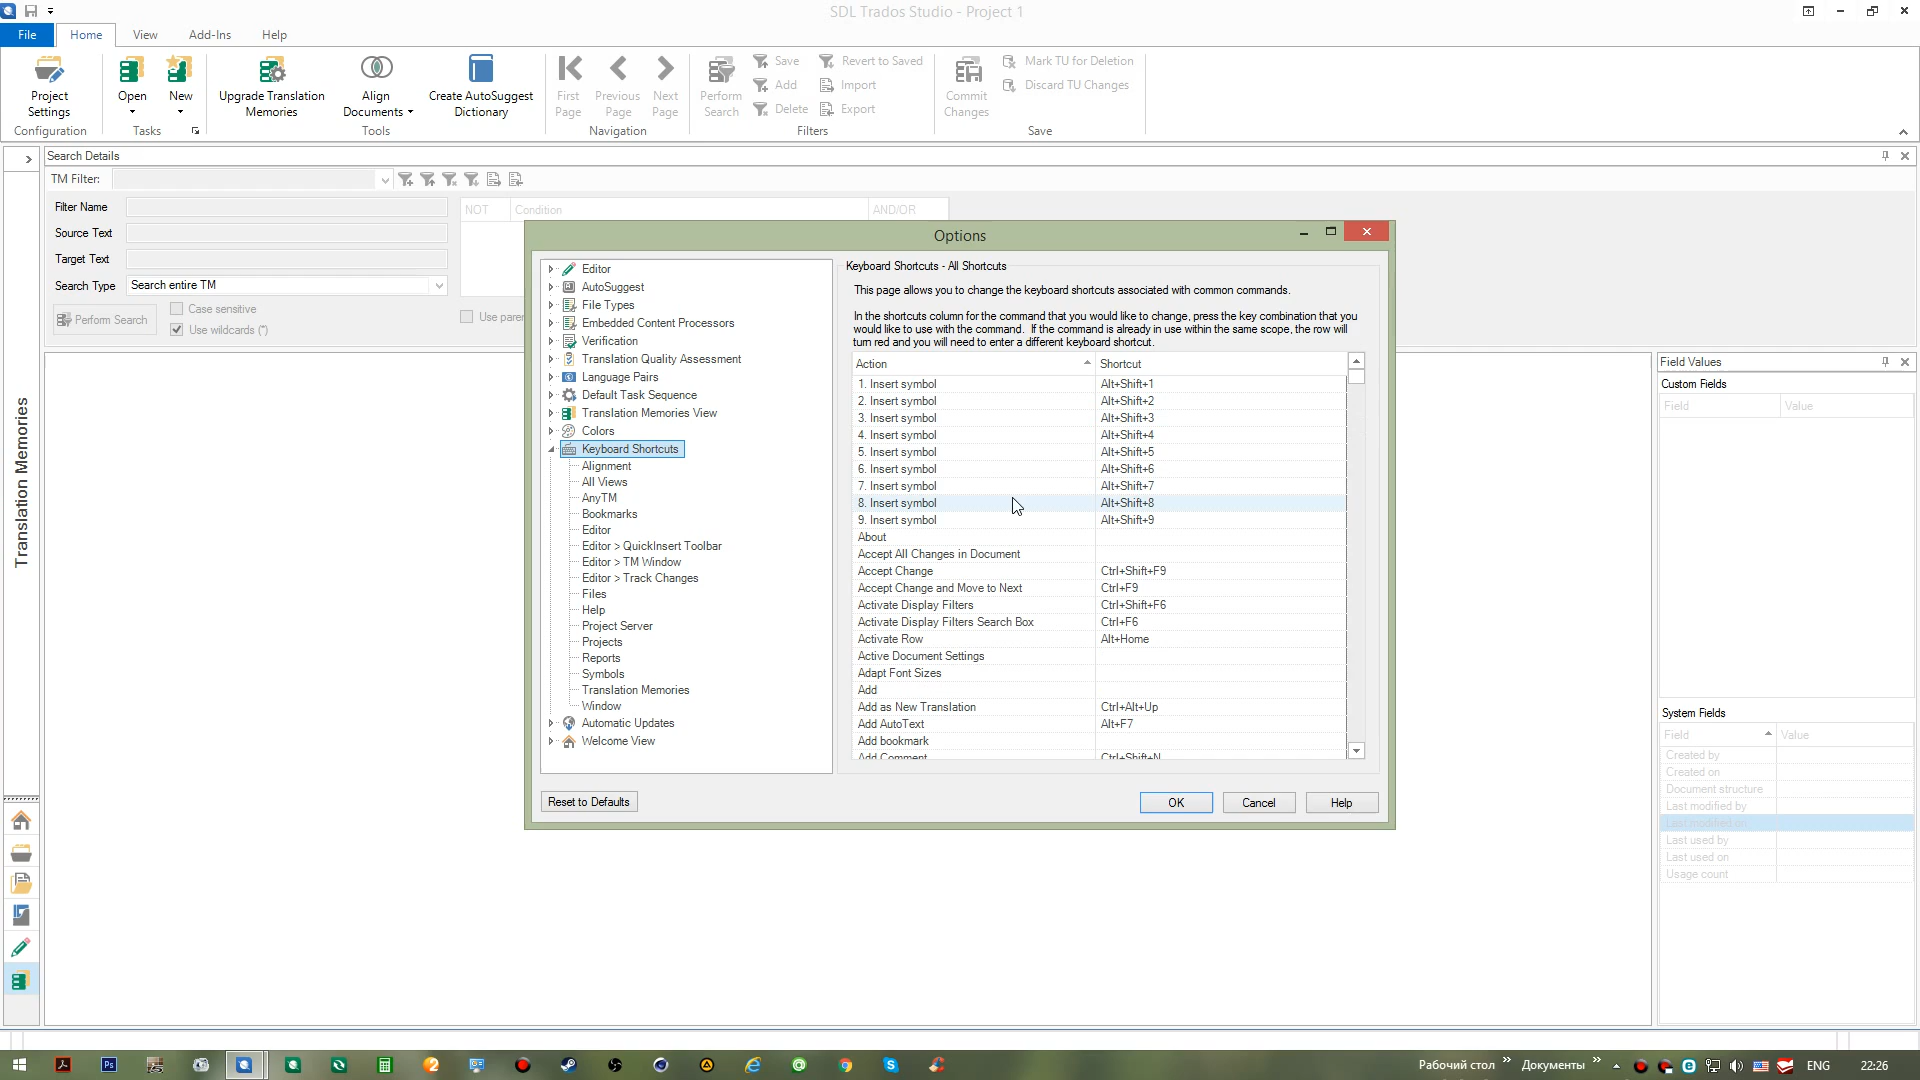 SDL Trados Studio - Project 1
File
Home
View
Add-Ins
Help
Project
Settings
Configuration
Open
New
Tasks
Upgrade Translation
Memories
Align
Documents
Create AutoSuggest
Dictionary
Tools
First
Page
Previous
Page
Next
Page
Navigation
Perform
Search
Save
Add
Delete
Revert to Saved
Import
Export
Filters
Commit
Changes
Mark TU for Deletion
Discard TU Changes
Save
Search Details
TM Filter:
Filter Name
Source Text
Target Text
Search Type
Search entire TM
Perform Search
Case sensitive
Use wildcards (*)
NOT
Condition
AND/OR
Use paren
Translation Memories
Options
Editor
AutoSuggest
File Types
Embedded Content Processors
Verification
Translation Quality Assessment
Language Pairs
Default Task Sequence
Translation Memories View
Colors
Keyboard Shortcuts
Alignment
All Views
AnyTM
Bookmarks
Editor
Editor > QuickInsert Toolbar
Editor > TM Window
Editor > Track Changes
Files
Help
Project Server
Projects
Reports
Symbols
Translation Memories
Window
Automatic Updates
Welcome View
Keyboard Shortcuts - All Shortcuts
This page allows you to change the keyboard shortcuts associated with common commands.
In the shortcuts column for the command that you would like to change, press the key combination that you
would like to use with the command. If the command is already in use within the same scope, the row will
turn red and you will need to enter a different keyboard shortcut.
Action Shortcut
1. Insert symbol Alt+Shift+1
2. Insert symbol Alt+Shift+2
3. Insert symbol Alt+Shift+3
4. Insert symbol Alt+Shift+4
5. Insert symbol Alt+Shift+5
6. Insert symbol Alt+Shift+6
7. Insert symbol Alt+Shift+7
8. Insert symbol Alt+Shift+8
9. Insert symbol Alt+Shift+9
About
Accept All Changes in Document
Accept Change Ctrl+Shift+F9
Accept Change and Move to Next Ctrl+F9
Activate Display Filters Ctrl+Shift+F6
Activate Display Filters Search Box Ctrl+F6
Activate Row Alt+Home
Active Document Settings
Adapt Font Sizes
Add
Add as New Translation Ctrl+Alt+Up
Add AutoText Alt+F7
Add bookmark
Add Comment Ctrl+Shift+N
Reset to Defaults
OK
Cancel
Help
Field Values
Custom Fields
Field Value
System Fields
Field Value
Created by
Created on
Document structure
Last modified by
Last modified on
Last used by
Last used on
Usage count
Рабочий стол
Документы
ENG
22:26